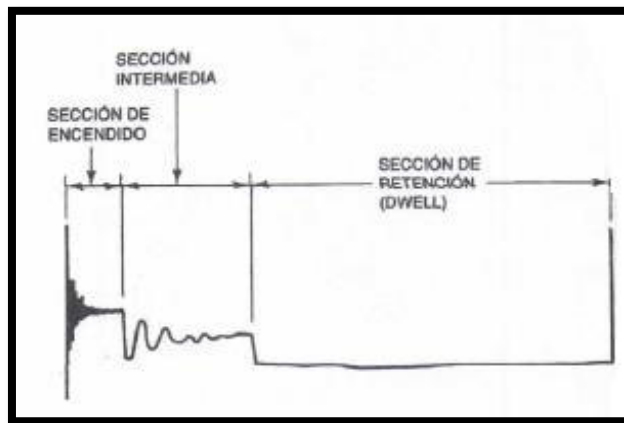 SECCIÓN
INTERMEDIA
SECCIÓN DE
ENCENDIDO
SECCIÓN DE
RETENCIÓN
(DWELL)